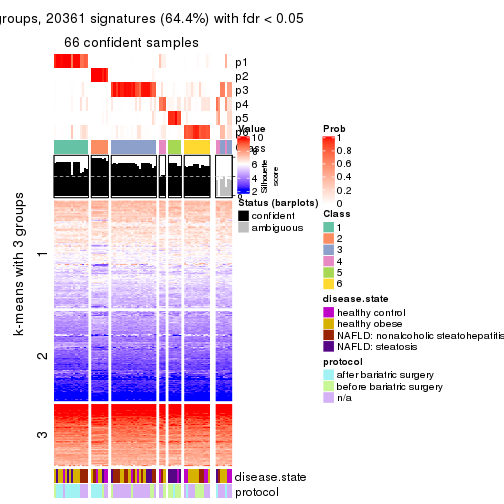 groups, 20361 signatures (64.4%) with fdr < 0.05
66 confident samples
p1
p2
p3
p4
p5
p6
Class
k-means with 3 groups
1
2
3
Value
10
8
6
4
2
0
Silhouette
score
Status (barplots)
confident
ambiguous
Prob
1
0.8
0.6
0.4
0.2
0
Class
1
2
3
4
5
6
disease.state
healthy control
healthy obese
NAFLD: nonalcoholic steatohepatitis
NAFLD: steatosis
protocol
after bariatric surgery
before bariatric surgery
n/a
disease.state
protocol